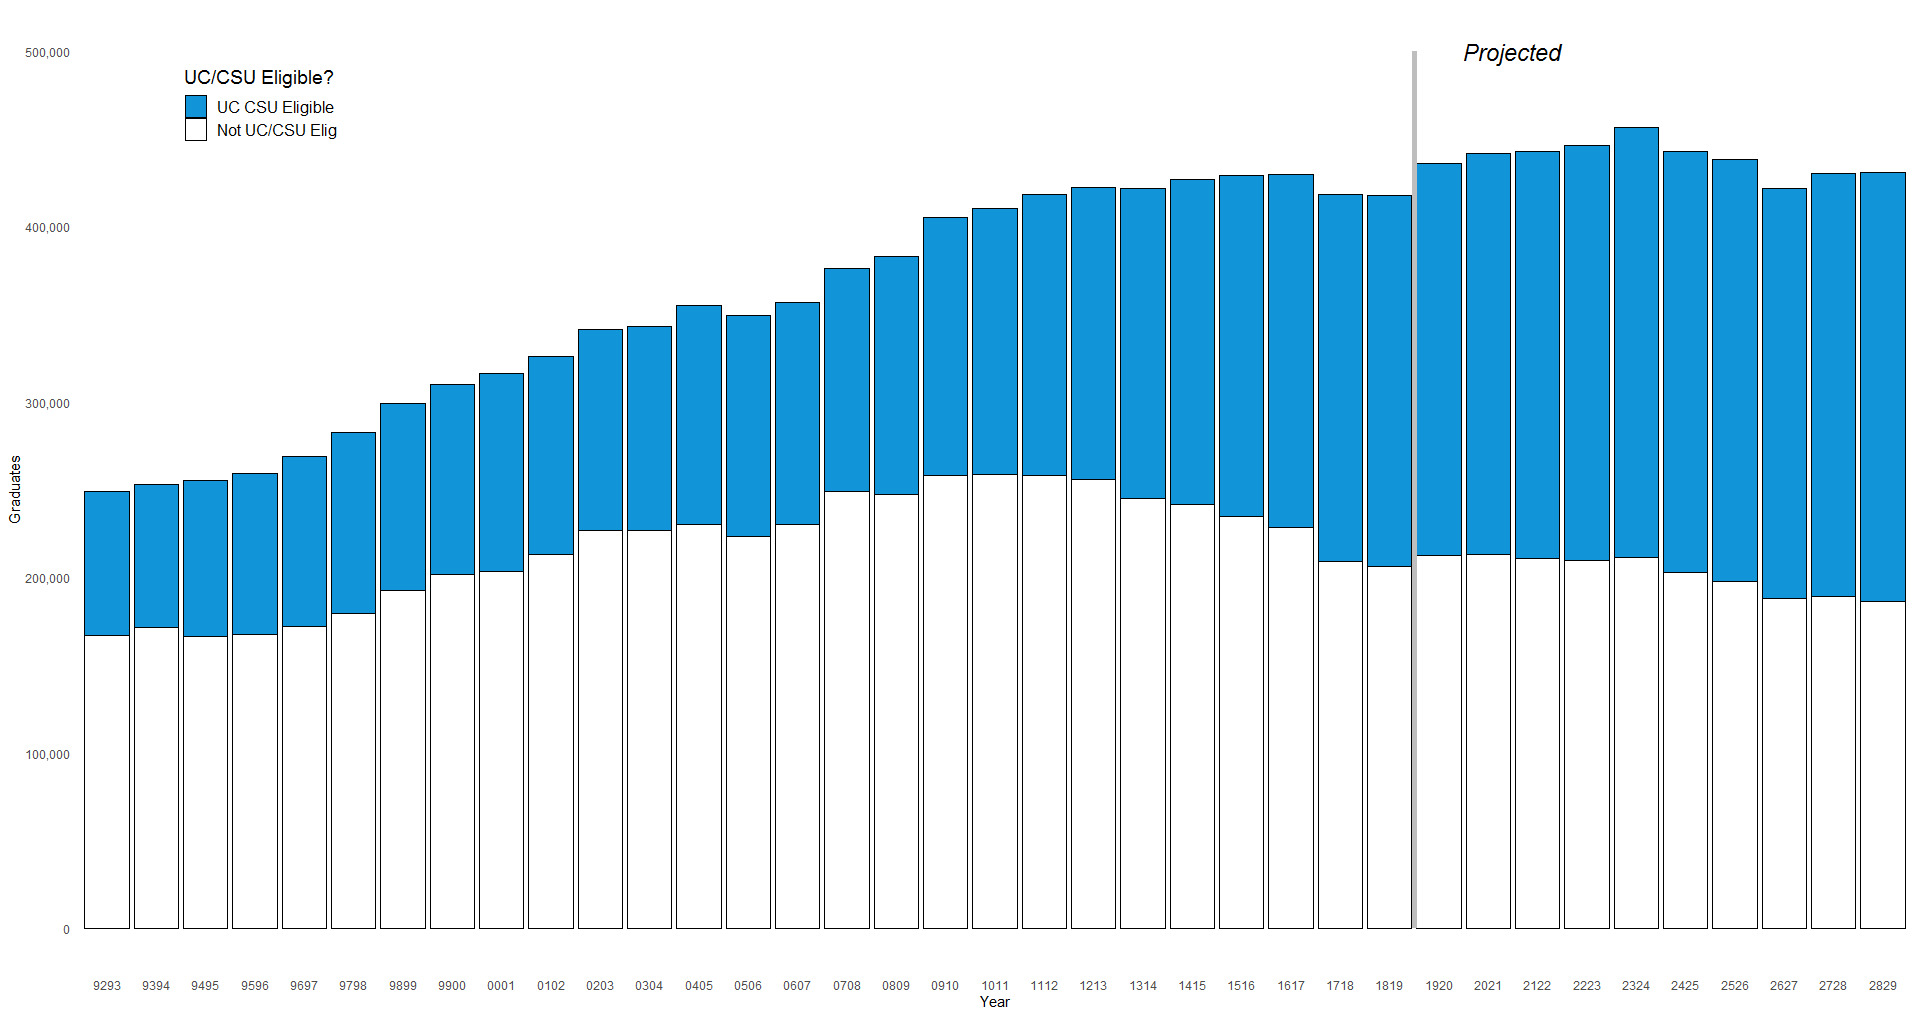 Projected
500,000
UC/CSU Eligible?
UC CSU Eligible
Not UC/CSU Elig
400,000
300,000
Graduates
200,000
100,000
0
9293 9394 9495 9596 9697 9798 9899 9900 0001 0102 0203 0304 0405 0506 0607 0708 0809 0910 1011 1112 1213 1314 1415 1516 1617 1718 1819 1920 2021 2122 2223 2324 2425 2526 2627 2728 2829
Year